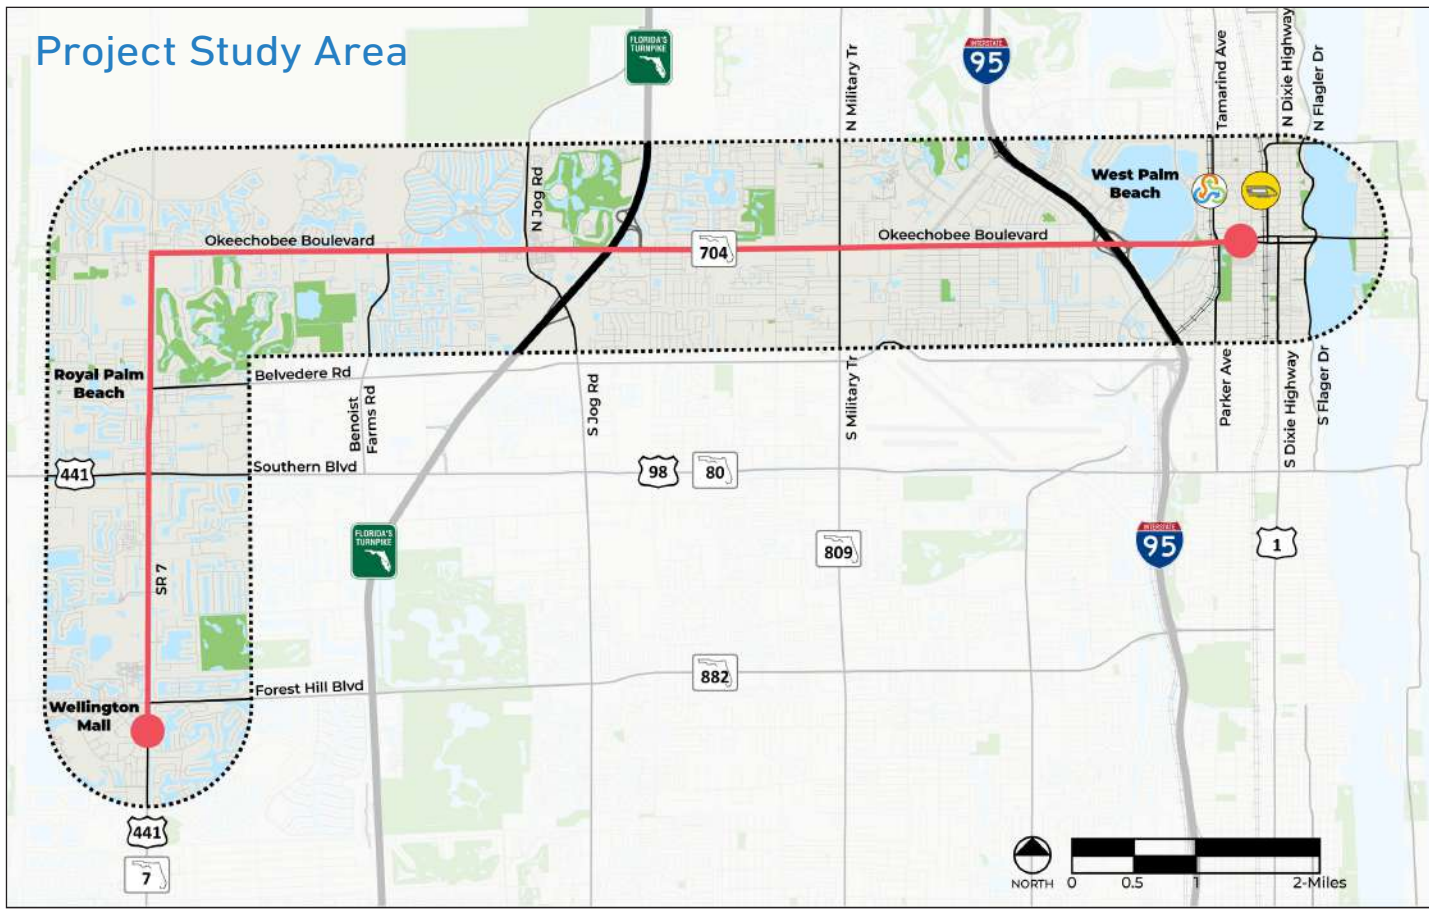 Project Study Area
FLORIDA'S
TURNPIKE
INTERSTATE
95
N Military Tr
Tamarind Ave
N Dixie Highway
N Flagler Dr
N Jog Rd
West Palm
Beach
Okeechobee Boulevard
704
Okeechobee Boulevard
Royal Palm
Beach
Belvedere Rd
Benoist
Farms Rd
S Jog Rd
S Military Tr
Parker Ave
S Dixie Highway
S Flager Dr
441
Southern Blvd
98
80
FLORIDA'S
TURNPIKE
809
INTERSTATE
95
1
SR 7
882
Forest Hill Blvd
Wellington
Mall
441
7
NORTH
0 0.5 1 2-Miles